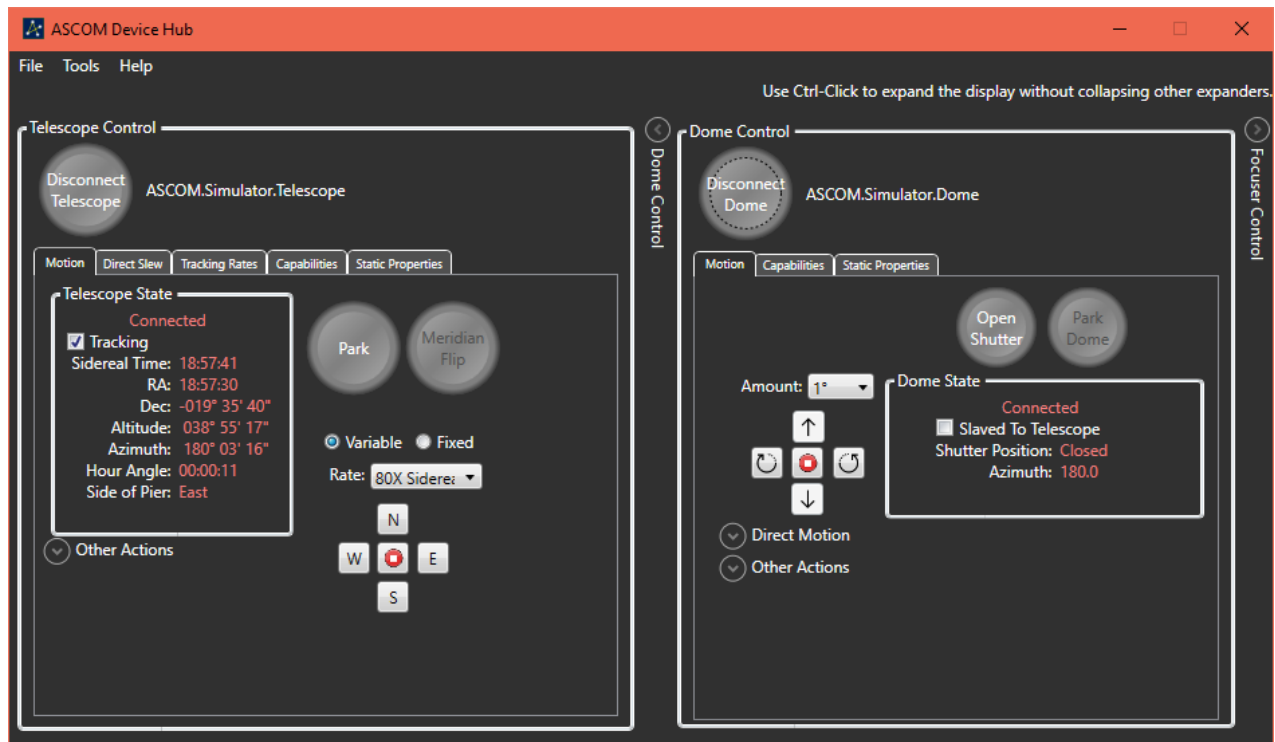 ASCOM Device Hub
File Tools Help
Use Ctrl-Click to expand the display without collapsing other expanders.
Telescope Control
Disconnect
Telescope
ASCOM.Simulator.Telescope
Motion Direct Slew Tracking Rates Capabilities Static Properties
Telescope State
Connected
Tracking
Sidereal Time: 18:57:41
RA: 18:57:30
Dec: -019° 35' 40"
Altitude: 038° 55' 17"
Azimuth: 180° 03' 16"
Hour Angle: 00:00:11
Side of Pier: East
Other Actions
Park
Meridian
Flip
Variable Fixed
Rate: 80X Siderea
N
W E
S
Dome Control
Dome Control
Disconnect
Dome
ASCOM.Simulator.Dome
Motion Capabilities Static Properties
Open
Shutter
Park
Dome
Amount: 1°
Dome State
Connected
Slaved To Telescope
Shutter Position: Closed
Azimuth: 180.0
Direct Motion
Other Actions
Focuser Control